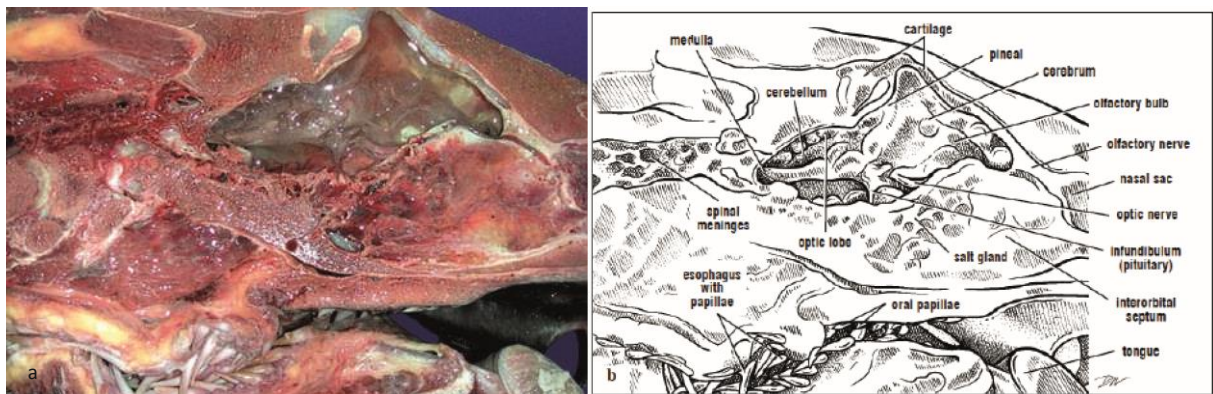 a
medulla
cartilage
pineal
cerebrum
cerebellum
olfactory bulb
olfactory nerve
nasal sac
spinal
meninges
optic lobe
optic nerve
salt gland
infundibulum
(pituitary)
esophagus
with
papillae
oral papillae
interorbital
septum
tongue
b